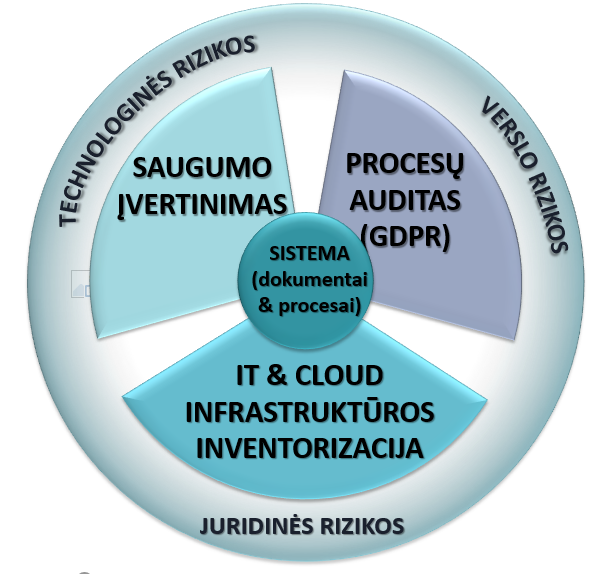 TECHNOLOGINĖS RIZIKOS
VERSLO RIZIKOS
SAUGUMO
ĮVERTINIMAS
PROCESŲ
AUDITAS
(GDPR)
SISTEMA
(dokumentai
& procesai)
IT & CLOUD
INFRASTRUKTŪROS
INVENTORIZACIJA
JURIDINĖS RIZIKOS